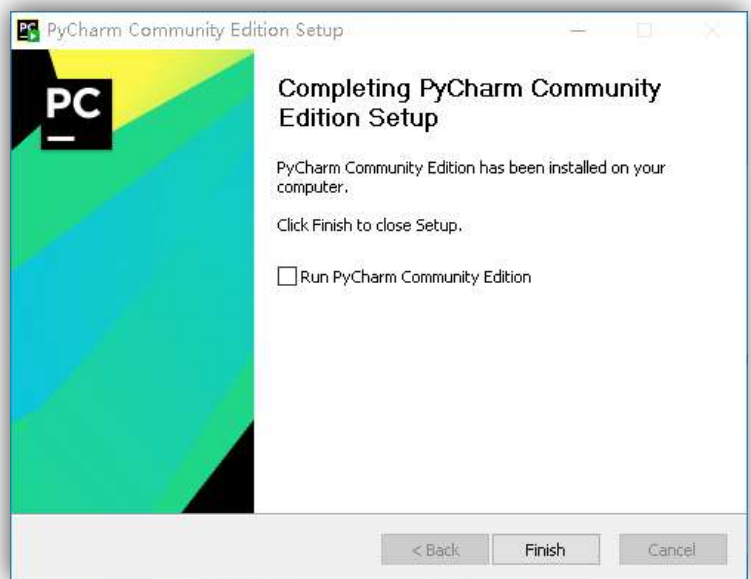 PyCharm Community Edition Setup
PC
Completing PyCharm Community
Edition Setup
PyCharm Community Edition has been installed on your
computer.
Click Finish to close Setup.
Run PyCharm Community Edition
< Back
Finish
Cancel